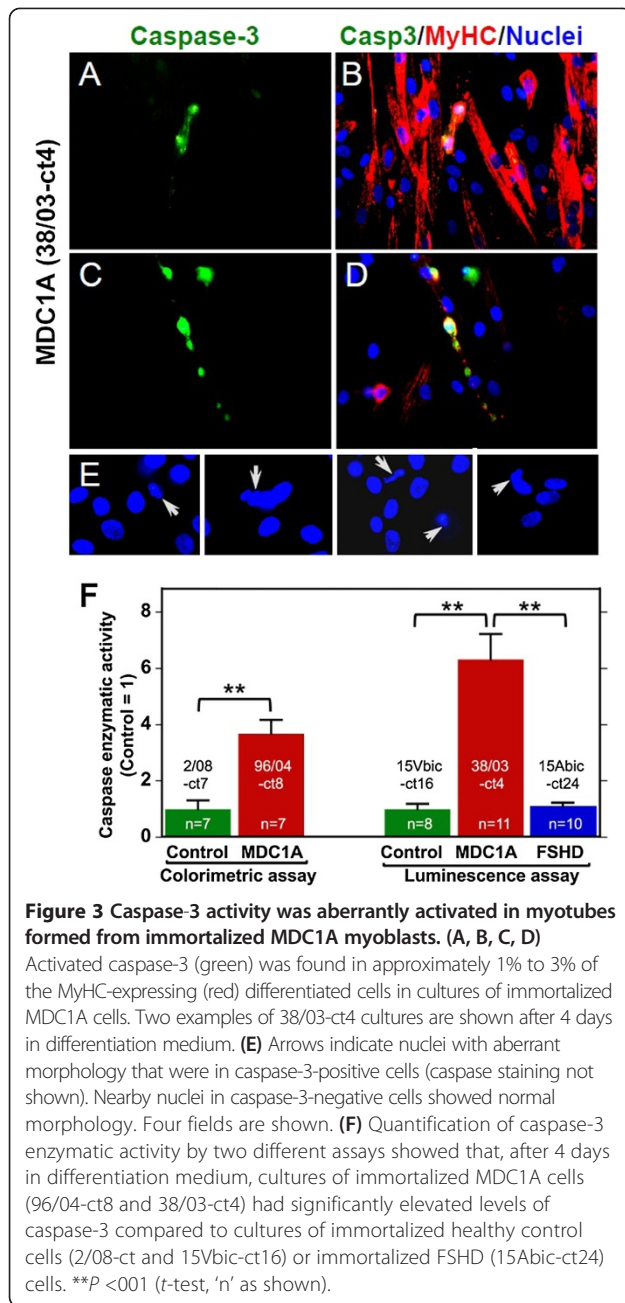 Caspase-3 Casp3/MyHC/Nuclei
MDC1A (38/03-ct4)
A B
C D
E
F
Caspase enzymatic activity
(Control = 1)
8
6
4
2
0
** ** **
2/08
-ct7
96/04
-ct8
15Vbic
-ct16
38/03
-ct4
15Abic
-ct24
n=7 n=7 n=8 n=11 n=10
Control MDC1A Control MDC1A FSHD
Colorimetric assay Luminescence assay
Figure 3 Caspase-3 activity was aberrantly activated in myotubes
formed from immortalized MDC1A myoblasts. (A, B, C, D)
Activated caspase-3 (green) was found in approximately 1% to 3% of
the MyHC-expressing (red) differentiated cells in cultures of immortalized
MDC1A cells. Two examples of 38/03-ct4 cultures are shown after 4 days
in differentiation medium. (E) Arrows indicate nuclei with aberrant
morphology that were in caspase-3-positive cells (caspase staining not
shown). Nearby nuclei in caspase-3-negative cells showed normal
morphology. Four fields are shown. (F) Quantification of caspase-3
enzymatic activity by two different assays showed that, after 4 days
in differentiation medium, cultures of immortalized MDC1A cells
(96/04-ct8 and 38/03-ct4) had significantly elevated levels of
caspase-3 compared to cultures of immortalized healthy control
cells (2/08-ct and 15Vbic-ct16) or immortalized FSHD (15Abic-ct24)
cells. **P <001 (t-test, ‘n’ as shown).